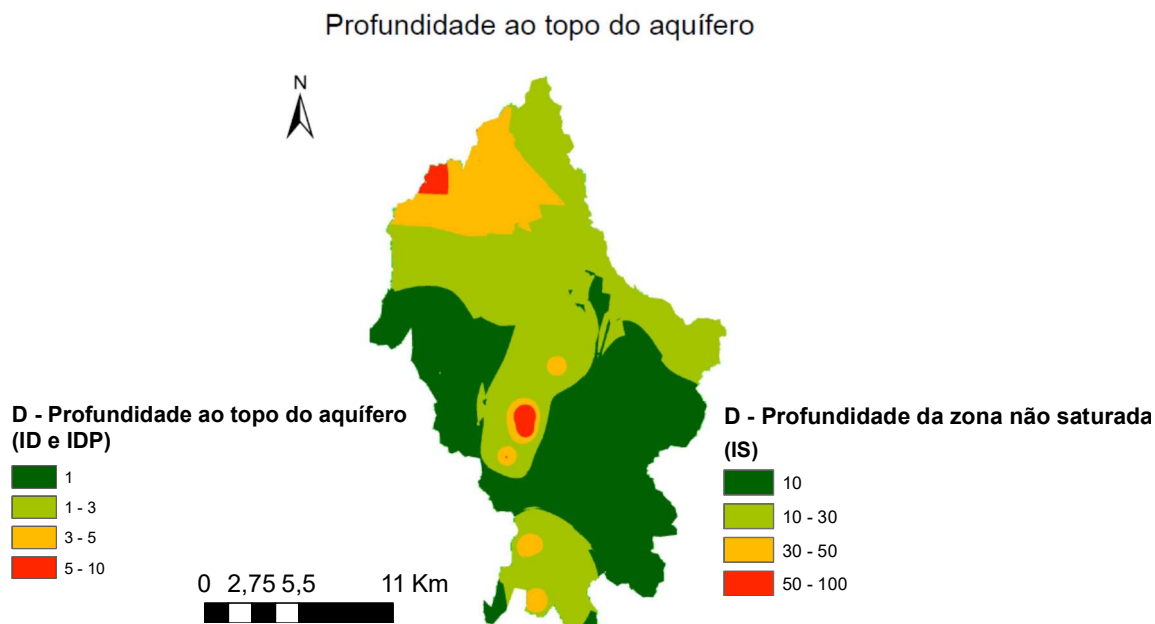 Profundidade ao topo do aquífero
N
D - Profundidade ao topo do aquífero
(ID e IDP)
1
1 - 3
3 - 5
5 - 10
0 2,75 5,5 11 Km
D - Profundidade da zona não saturada
(IS)
10
10 - 30
30 - 50
50 - 100